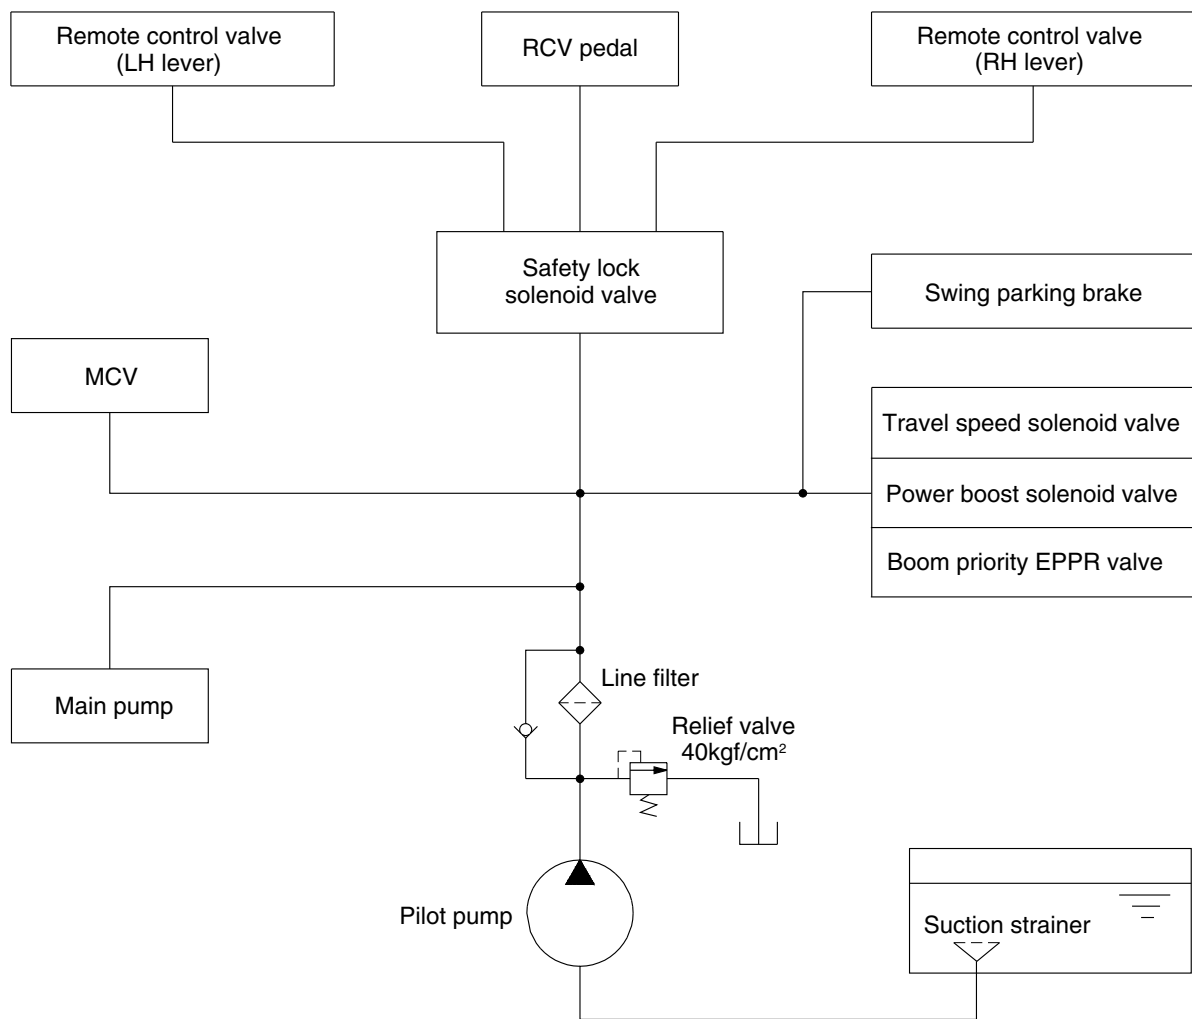 Remote control valve
(LH lever)
RCV pedal
Remote control valve
(RH lever)
Safety lock
solenoid valve
Swing parking brake
MCV
Travel speed solenoid valve
Power boost solenoid valve
Boom priority EPPR valve
Main pump
Line filter
Relief valve
40kgf/cm²
Pilot pump
Suction strainer